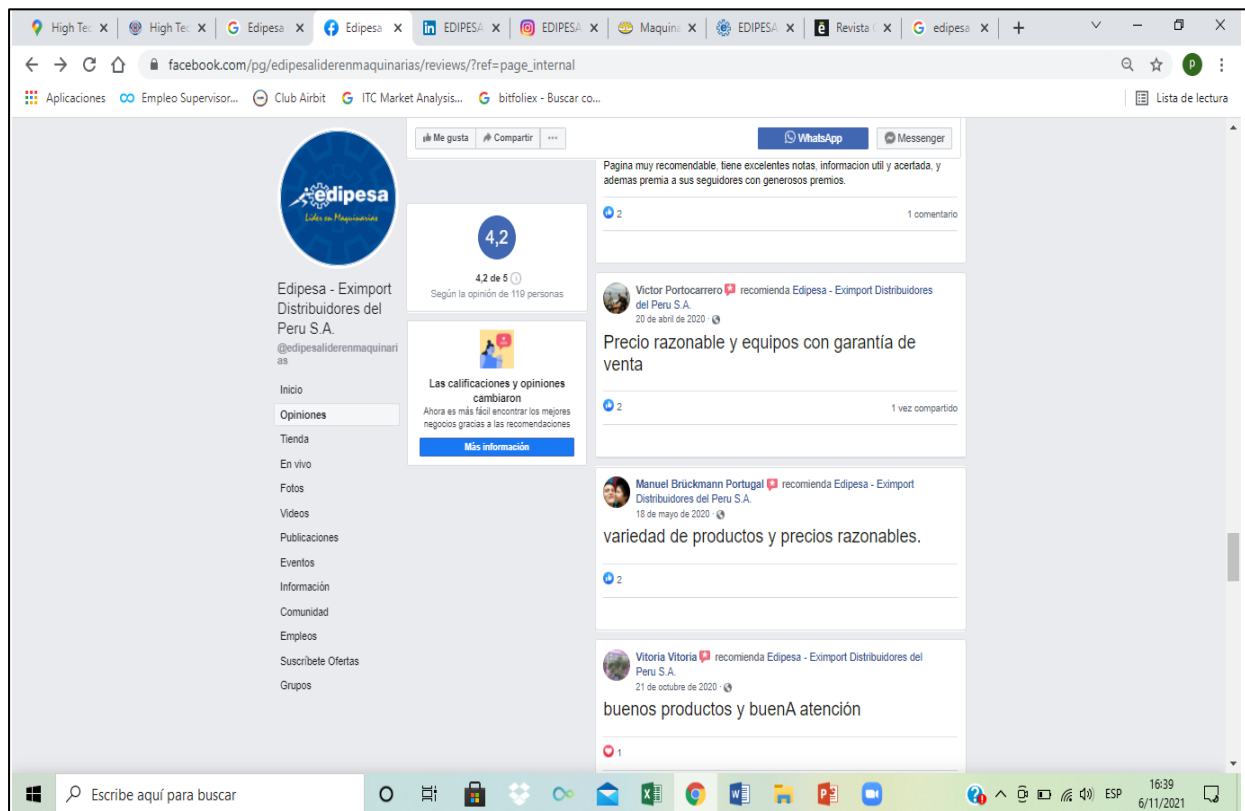 High Tec
High Tec
Edipesa
Edipesa
EDIPESA
EDIPESA
Maquina
EDIPESA
Revista
edipesa
facebook.com/pg/edipesaliderenmaquinarias/reviews/?ref=page_internal
P
Aplicaciones
Empleo Supervisor...
Club Airbit
ITC Market Analysis...
bitfoliex - Buscar co...
Lista de lectura
edipesa
Líder en Maquinarias
Edipesa - Eximport
Distribuidores del
Peru S.A.
@edipesaliderenmaquinari
as
Inicio
Opiniones
Tienda
En vivo
Fotos
Videos
Publicaciones
Eventos
Información
Comunidad
Empleos
Suscríbete Ofertas
Grupos
Me gusta
Compartir
...
WhatsApp
Messenger
4,2
4,2 de 5
Según la opinión de 119 personas
Las calificaciones y opiniones
cambiaron
Ahora es más fácil encontrar los mejores
negocios gracias a las recomendaciones
Más información
Pagina muy recomendable, tiene excelentes notas, informacion util y acertada, y
ademas premia a sus seguidores con generosos premios.
2
1 comentario
Victor Portocarrero recomienda Edipesa - Eximport Distribuidores
del Peru S.A.
20 de abril de 2020 ·
Precio razonable y equipos con garantía de
venta
2
1 vez compartido
Manuel Brückmann Portugal recomienda Edipesa - Eximport
Distribuidores del Peru S.A.
18 de mayo de 2020 ·
variedad de productos y precios razonables.
2
Vitoria Vitoria recomienda Edipesa - Eximport Distribuidores del
Peru S.A.
21 de octubre de 2020 ·
buenos productos y buenA atención
1
Escribe aquí para buscar
ESP
16:39
6/11/2021